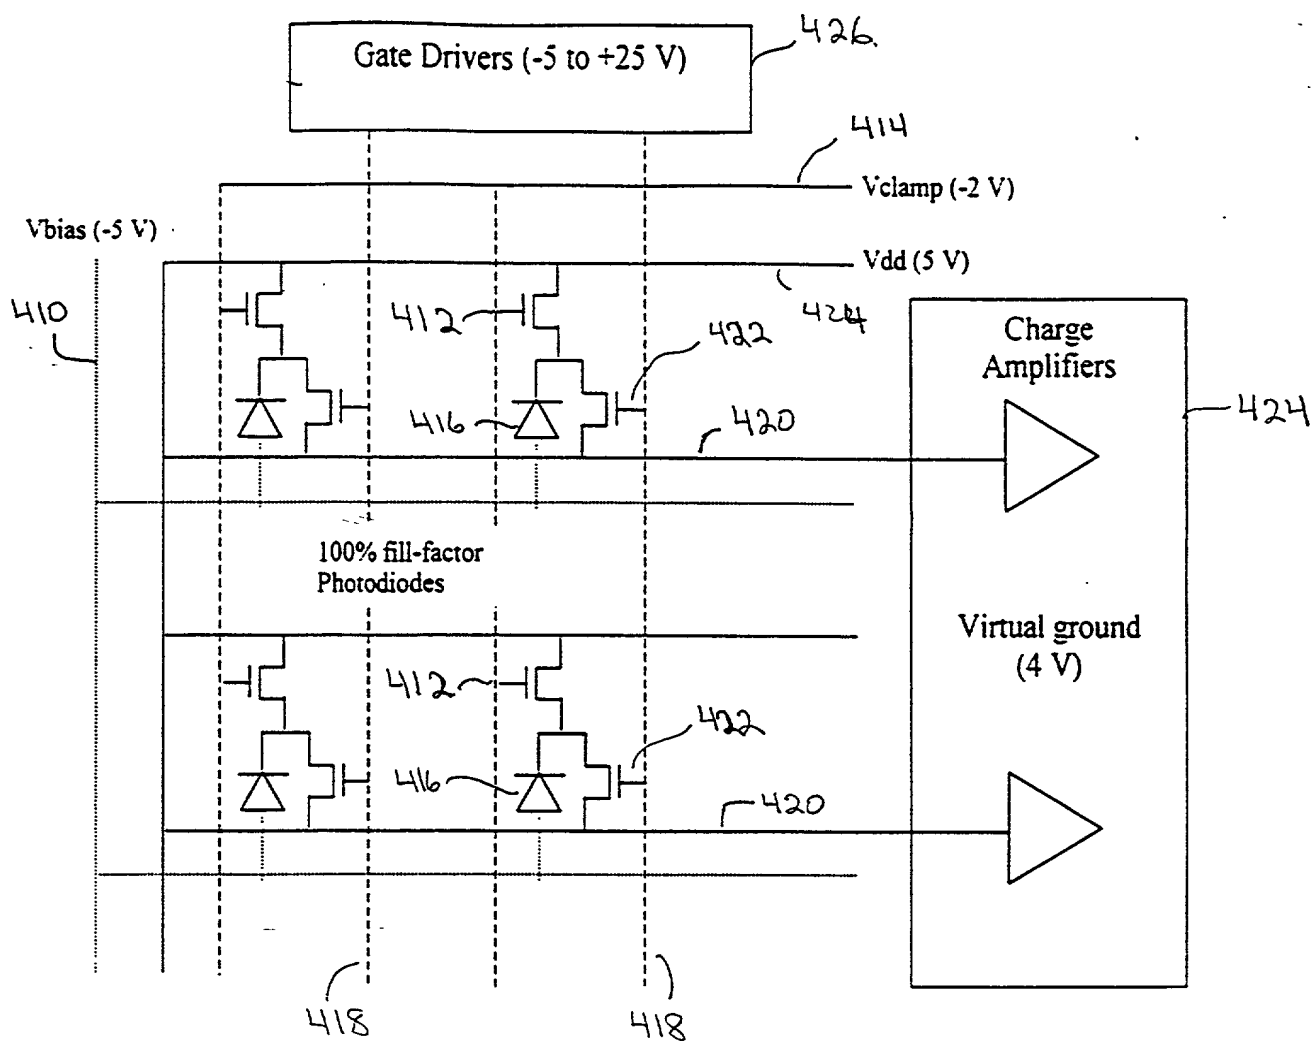 Gate Drivers (-5 to +25 V)
426.
414
Vclamp (-2 V)
Vbias (-5 V)
Vdd (5 V)
410
412
424
422
Charge
Amplifiers
416
420
424
100% fill-factor
Photodiodes
Virtual ground
(4 V)
412
422
416
420
418
418